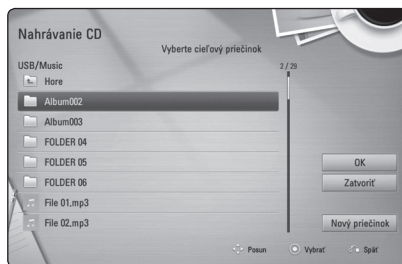 Nahrávanie CD
Vyberte cieľový priečinok
USB/Music
2 / 29
Hore
Album002
Album003
FOLDER 04
FOLDER 05
FOLDER 06
File 01.mp3
File 02.mp3
OK
Zatvoriť
Nový priečinok
Posun
Vybrať
Späť